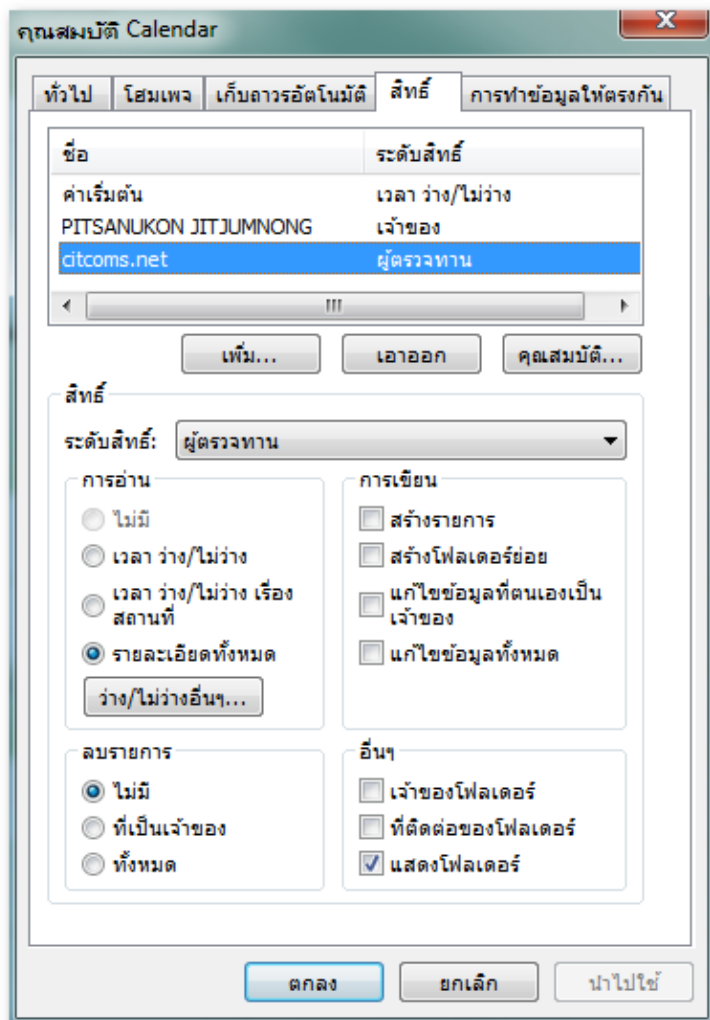 คุณสมบัติ Calendar
ทั่วไป โฮมเพจ เก็บถาวรอัตโนมัติ สิทธิ์ การทำข้อมูลให้ตรงกัน
ชื่อ ระดับสิทธิ์
ค่าเริ่มต้น เวลา ว่าง/ไม่ว่าง
PITSANUKON JITJUMNONG เจ้าของ
citcoms.net ผู้ตรวจทาน
เพิ่ม... เอาออก คุณสมบัติ...
สิทธิ์
ระดับสิทธิ์: ผู้ตรวจทาน
การอ่าน
ไม่มี
เวลา ว่าง/ไม่ว่าง
เวลา ว่าง/ไม่ว่าง เรื่อง
สถานที่
รายละเอียดทั้งหมด
ว่าง/ไม่ว่างอื่นๆ...
การเขียน
สร้างรายการ
สร้างโฟลเดอร์ย่อย
แก้ไขข้อมูลที่ตนเองเป็น
เจ้าของ
แก้ไขข้อมูลทั้งหมด
ลบรายการ
ไม่มี
ที่เป็นเจ้าของ
ทั้งหมด
อื่นๆ
เจ้าของโฟลเดอร์
ที่ติดต่อของโฟลเดอร์
แสดงโฟลเดอร์
ตกลง ยกเลิก นำไปใช้